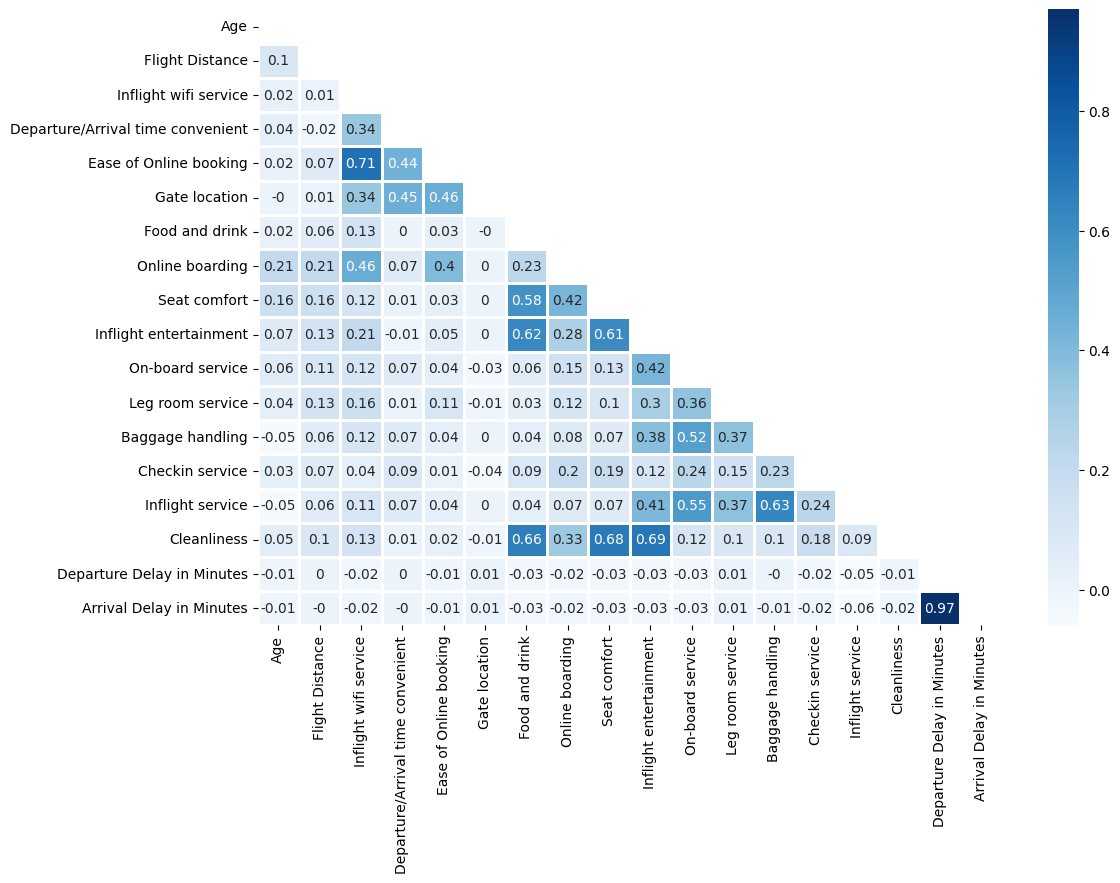 Age
Flight Distance 0.1
Inflight wifi service 0.02 0.01
Departure/Arrival time convenient 0.04 -0.02 0.34
Ease of Online booking 0.02 0.07 0.71 0.44
Gate location -0 0.01 0.34 0.45 0.46
Food and drink 0.02 0.06 0.13 0 0.03 -0
Online boarding 0.21 0.21 0.46 0.07 0.4 0 0.23
Seat comfort 0.16 0.16 0.12 0.01 0.03 0 0.58 0.42
Inflight entertainment 0.07 0.13 0.21 -0.01 0.05 0 0.62 0.28 0.61
On-board service 0.06 0.11 0.12 0.07 0.04 -0.03 0.06 0.15 0.13 0.42
Leg room service 0.04 0.13 0.16 0.01 0.11 -0.01 0.03 0.12 0.1 0.3 0.36
Baggage handling -0.05 0.06 0.12 0.07 0.04 0 0.04 0.08 0.07 0.38 0.52 0.37
Checkin service 0.03 0.07 0.04 0.09 0.01 -0.04 0.09 0.2 0.19 0.12 0.24 0.15 0.23
Inflight service -0.05 0.06 0.11 0.07 0.04 0 0.04 0.07 0.07 0.41 0.55 0.37 0.63 0.24
Cleanliness 0.05 0.1 0.13 0.01 0.02 -0.01 0.66 0.33 0.68 0.69 0.12 0.1 0.1 0.18 0.09
Departure Delay in Minutes -0.01 0 -0.02 0 -0.01 0.01 -0.03 -0.02 -0.03 -0.03 -0.03 0.01 -0 -0.02 -0.05 -0.01
Arrival Delay in Minutes -0.01 -0 -0.02 -0 -0.01 0.01 -0.03 -0.02 -0.03 -0.03 -0.03 0.01 -0.01 -0.02 -0.06 -0.02 0.97
Age
Flight Distance
Inflight wifi service
Departure/Arrival time convenient
Ease of Online booking
Gate location
Food and drink
Online boarding
Seat comfort
Inflight entertainment
On-board service
Leg room service
Baggage handling
Checkin service
Inflight service
Cleanliness
Departure Delay in Minutes
Arrival Delay in Minutes
0.8
0.6
0.4
0.2
0.0